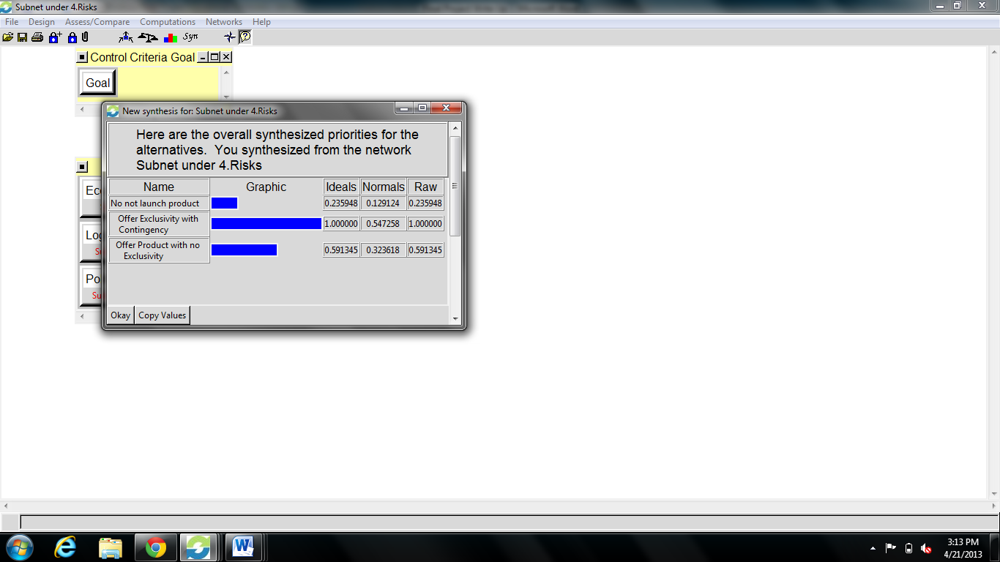 Subnet under 4.Risks
File Design Assess/Compare Computations Networks Help
Syn
Control Criteria Goal
Goal
New synthesis for: Subnet under 4.Risks
Here are the overall synthesized priorities for the
alternatives. You synthesized from the network
Subnet under 4.Risks
Name Graphic Ideals Normals Raw
No not launch product 0.235948 0.129124 0.235948
Offer Exclusivity with
Contingency 1.000000 0.547258 1.000000
Offer Product with no
Exclusivity 0.591345 0.323618 0.591345
Okay Copy Values
3:13 PM
4/21/2013